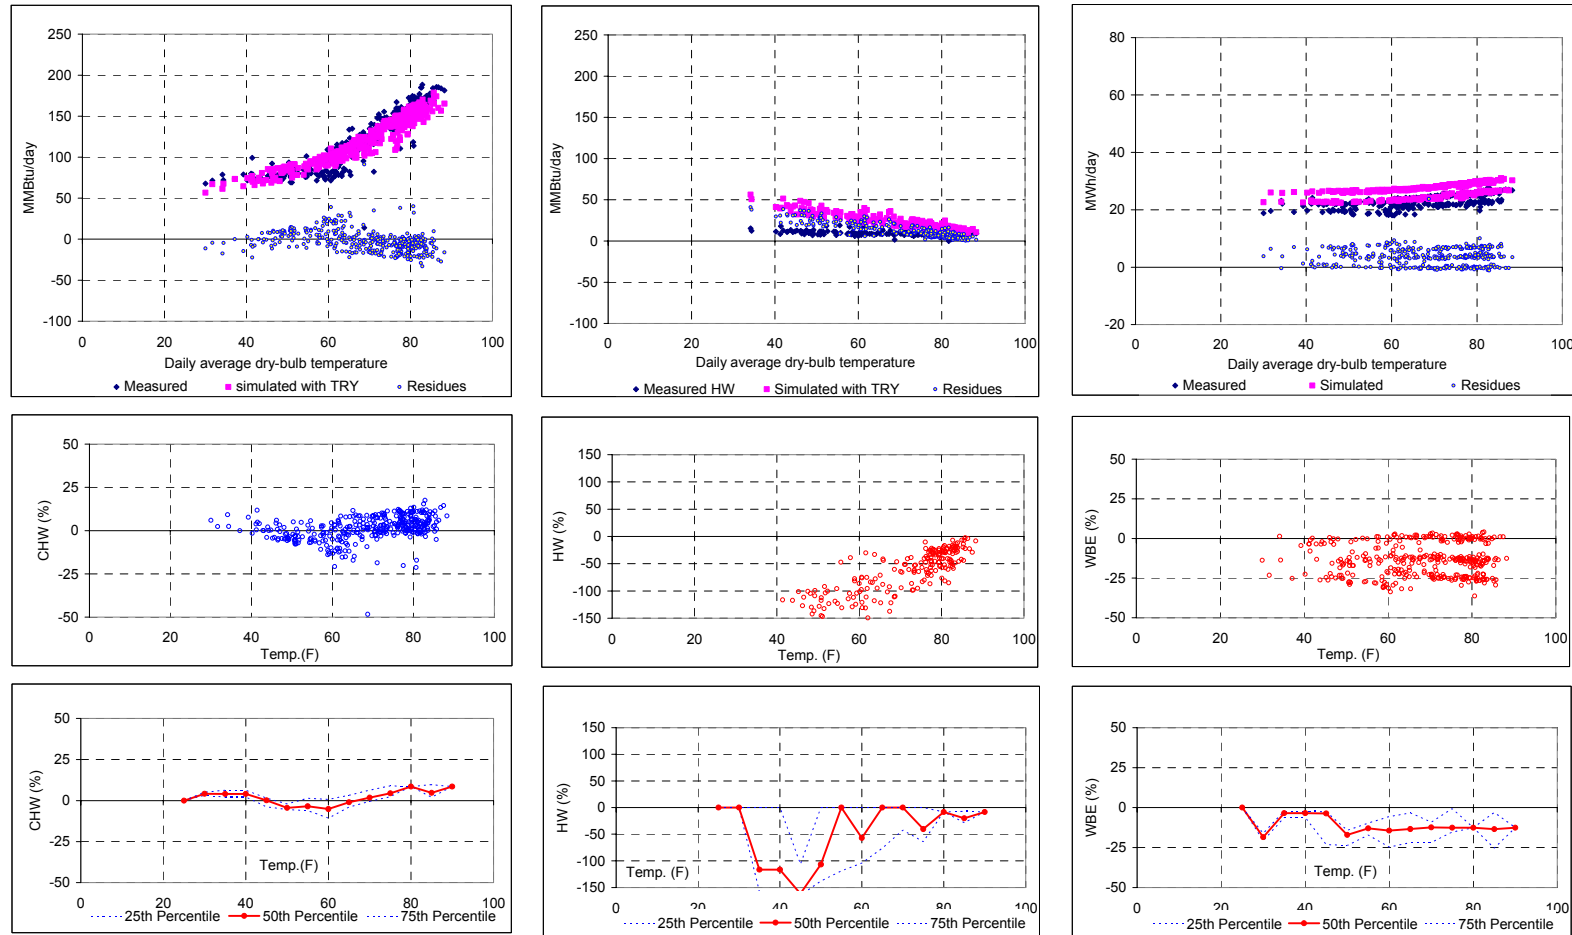 250
200
150
100
50
0
-50
-100
MMBtu/day
0 20 40 60 80 100
Daily average dry-bulb temperature
Measured simulated with TRY Residues
250
200
150
100
50
0
-50
-100
MMBtu/day
0 20 40 60 80 100
Daily average dry-bulb temperature
Measured HW Simulated with TRY Residues
80
60
40
20
0
-20
MWh/day
0 20 40 60 80 100
Daily average dry-bulb temperature
Measured Simulated Residues
50
25
0
-25
-50
CHW (%)
0 20 40 60 80 100
Temp.(F)
150
100
50
0
-50
-100
-150
HW (%)
0 20 40 60 80 100
Temp. (F)
50
25
0
-25
-50
WBE (%)
0 20 40 60 80 100
Temp. (F)
50
25
0
-25
-50
CHW (%)
Temp.(F)
0 20 40 60 80 100
25th Percentile 50th Percentile 75th Percentile
150
100
50
0
-50
-100
-150
HW (%)
Temp. (F)
0 20 40 60 80 100
25th Percentile 50th Percentile 75th Percentile
50
25
0
-25
-50
WBE (%)
Temp. (F)
0 20 40 60 80 100
25th Percentile 50th Percentile 75th Percentile